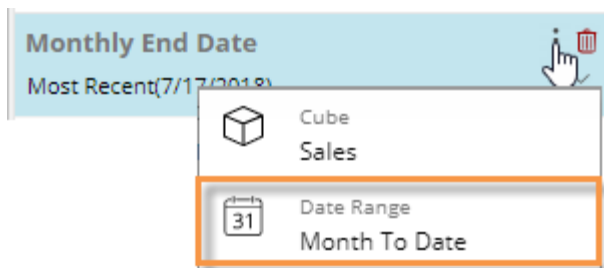 Monthly End Date
Most Recent(7/17/2018)
Cube
Sales
31
Date Range
Month To Date